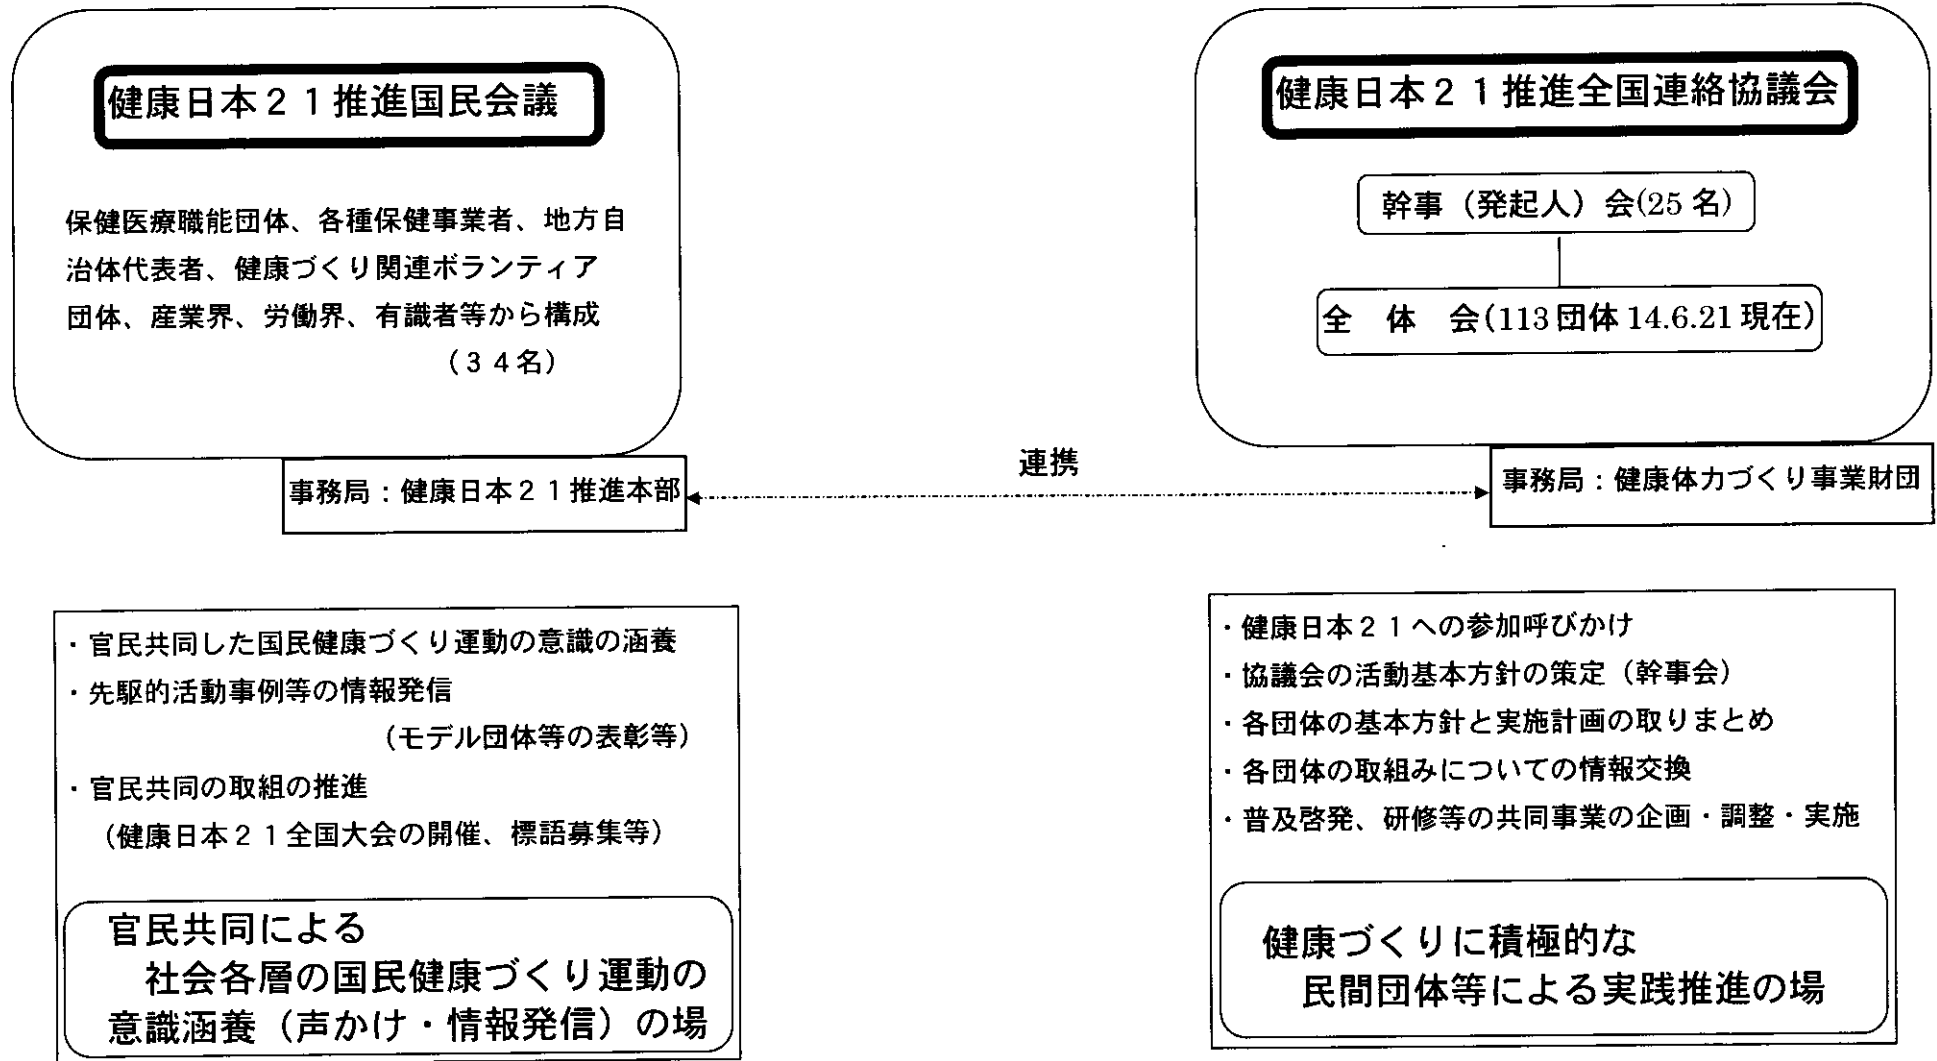 健康日本２１推進国民会議
保健医療職能団体、各種保健事業者、地方自
治体代表者、健康づくり関連ボランティア
団体、産業界、労働界、有識者等から構成
（３４名）
事務局：健康日本２１推進本部
連携
健康日本２１推進全国連絡協議会
幹事（発起人）会(25 名)
全　体　会(113 団体 14.6.21 現在)
事務局：健康体力づくり事業財団
・官民共同した国民健康づくり運動の意識の涵養
・先駆的活動事例等の情報発信
（モデル団体等の表彰等）
・官民共同の取組の推進
（健康日本２１全国大会の開催、標語募集等）
官民共同による
社会各層の国民健康づくり運動の
意識涵養（声かけ・情報発信）の場
・健康日本２１への参加呼びかけ
・協議会の活動基本方針の策定（幹事会）
・各団体の基本方針と実施計画の取りまとめ
・各団体の取組みについての情報交換
・普及啓発、研修等の共同事業の企画・調整・実施
健康づくりに積極的な
民間団体等による実践推進の場